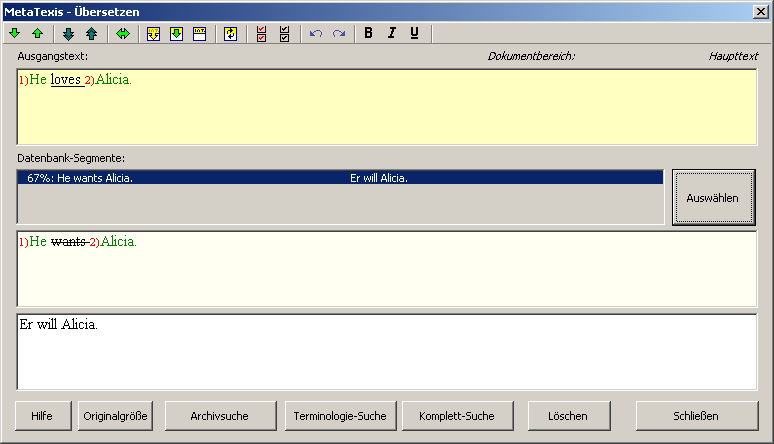 MetaTexis - Übersetzen
B I U
Ausgangstext: Dokumentbereich: Haupttext
1)He loves 2)Alicia.
Datenbank-Segmente:
67%: He wants Alicia. Er will Alicia.
Auswählen
1)He wants 2)Alicia.
Er will Alicia.
Hilfe Originalgröße Archivsuche Terminologie-Suche Komplett-Suche Löschen Schließen